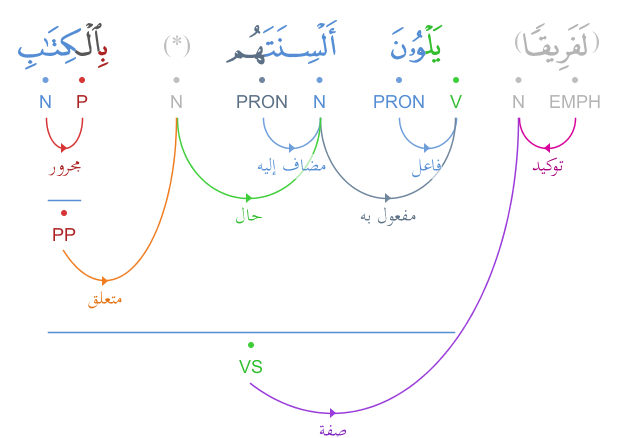 (لَفَرِيقًا) يَلْوُۥنَ أَلْسِنَتَهُم (*) بِٱلْكِتَٰبِ
EMPH N V PRON N PRON N P N
توكيد فاعل مضاف إليه مجرور
مفعول به حال
PP
متعلق
VS
صفة